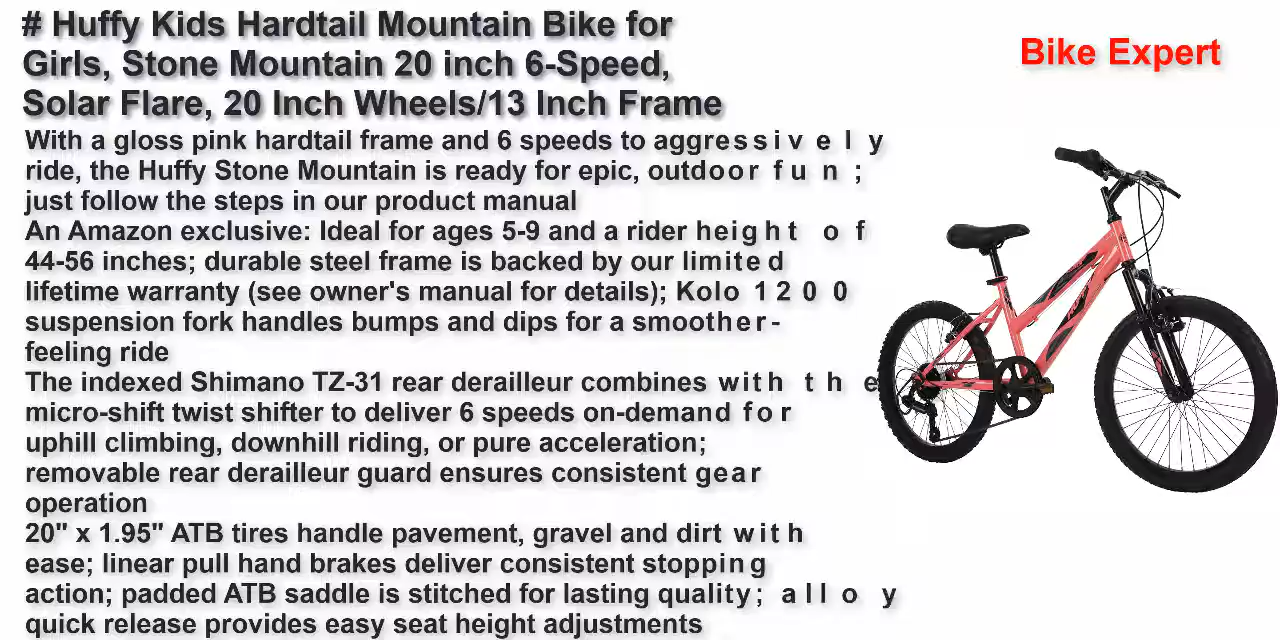 # Huffy Kids Hardtail Mountain Bike for
Girls, Stone Mountain 20 inch 6-Speed,
Solar Flare, 20 Inch Wheels/13 Inch Frame
Bike Expert
With a gloss pink hardtail frame and 6 speeds to aggressively
ride, the Huffy Stone Mountain is ready for epic, outdoor fun;
just follow the steps in our product manual
An Amazon exclusive: Ideal for ages 5-9 and a rider height of
44-56 inches; durable steel frame is backed by our limited
lifetime warranty (see owner's manual for details); Kolo 1200
suspension fork handles bumps and dips for a smoother-
feeling ride
The indexed Shimano TZ-31 rear derailleur combines with the
micro-shift twist shifter to deliver 6 speeds on-demand for
uphill climbing, downhill riding, or pure acceleration;
removable rear derailleur guard ensures consistent gear
operation
20" x 1.95" ATB tires handle pavement, gravel and dirt with
ease; linear pull hand brakes deliver consistent stopping
action; padded ATB saddle is stitched for lasting quality; alloy
quick release provides easy seat height adjustments